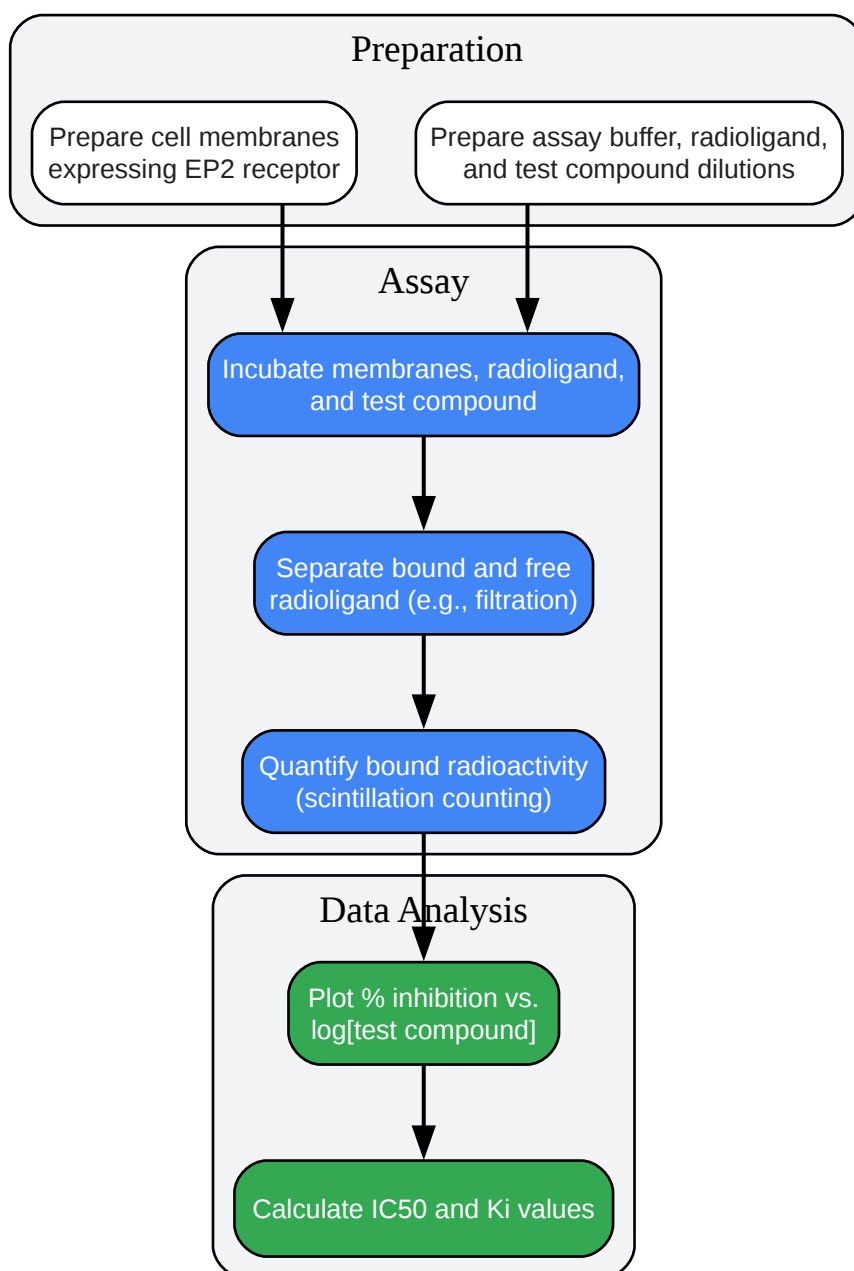 Preparation
Prepare cell membranes
expressing EP2 receptor
Prepare assay buffer, radioligand,
and test compound dilutions
Assay
Incubate membranes, radioligand,
and test compound
Separate bound and free
radioligand (e.g., filtration)
Quantify bound radioactivity
(scintillation counting)
Data Analysis
Plot % inhibition vs.
log[test compound]
Calculate IC50 and Ki values